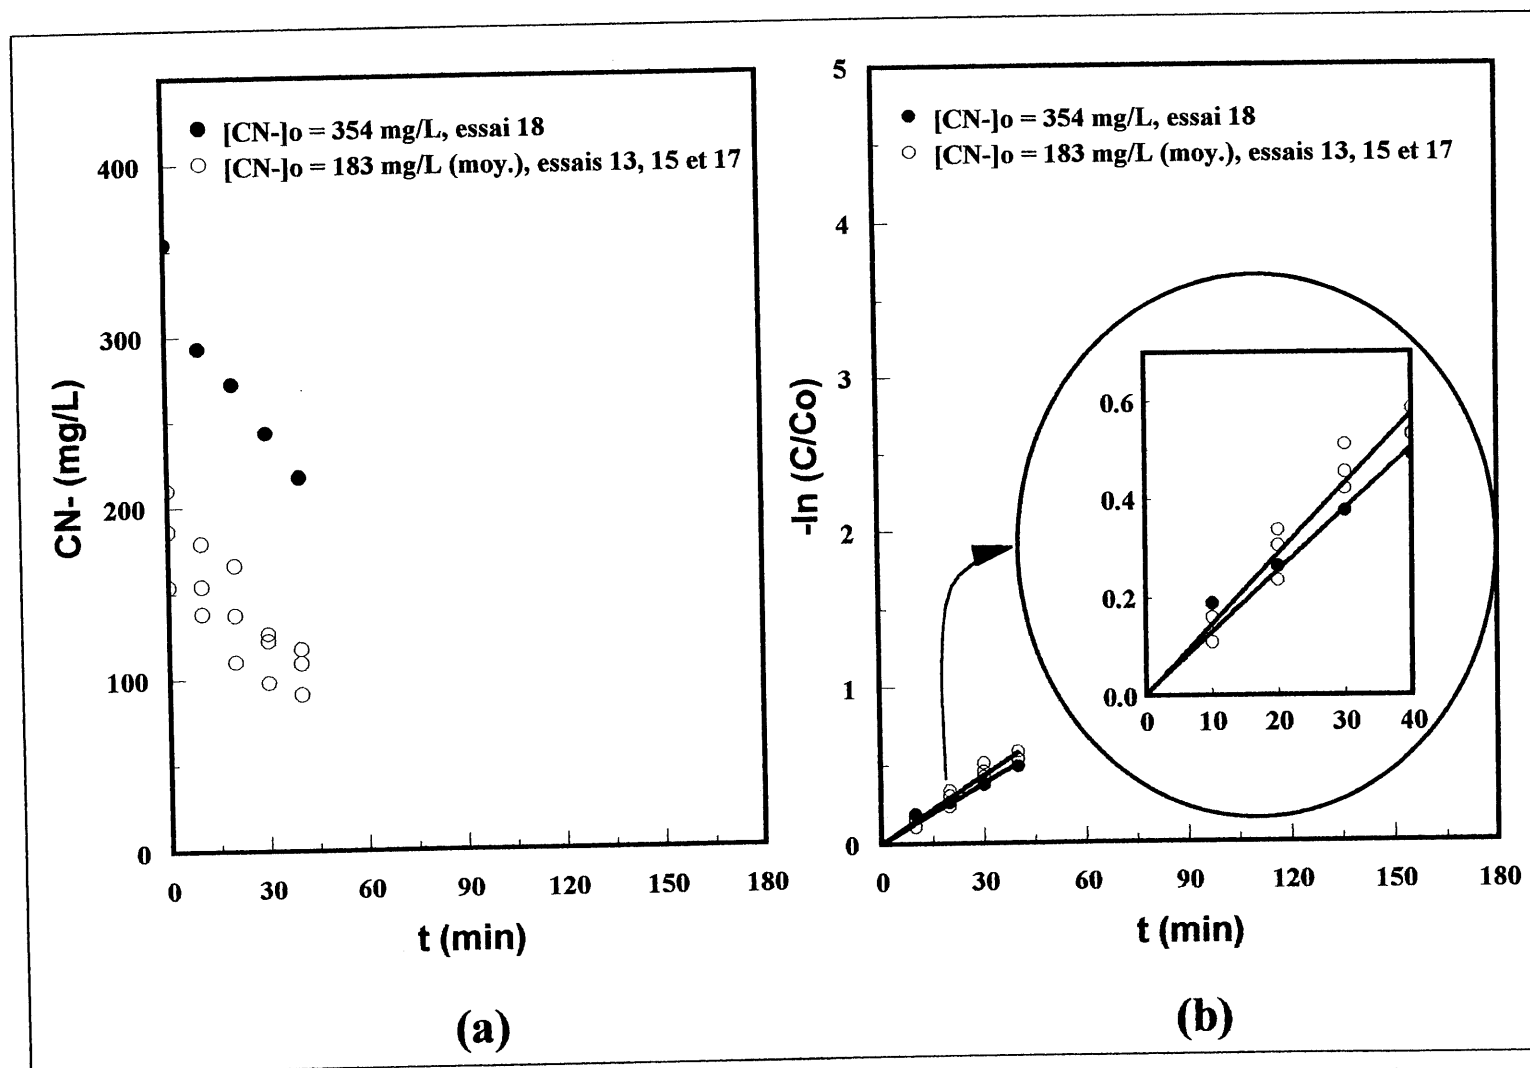 [CN-]o = 354 mg/L, essai 18
[CN-]o = 183 mg/L (moy.), essais 13, 15 et 17
400
300
200
100
0
CN- (mg/L)
0 30 60 90 120 150 180
t (min)
(a)
5
4
3
2
1
0
-ln (C/Co)
[CN-]o = 354 mg/L, essai 18
[CN-]o = 183 mg/L (moy.), essais 13, 15 et 17
0.6
0.4
0.2
0.0
0 10 20 30 40
0 30 60 90 120 150 180
t (min)
(b)